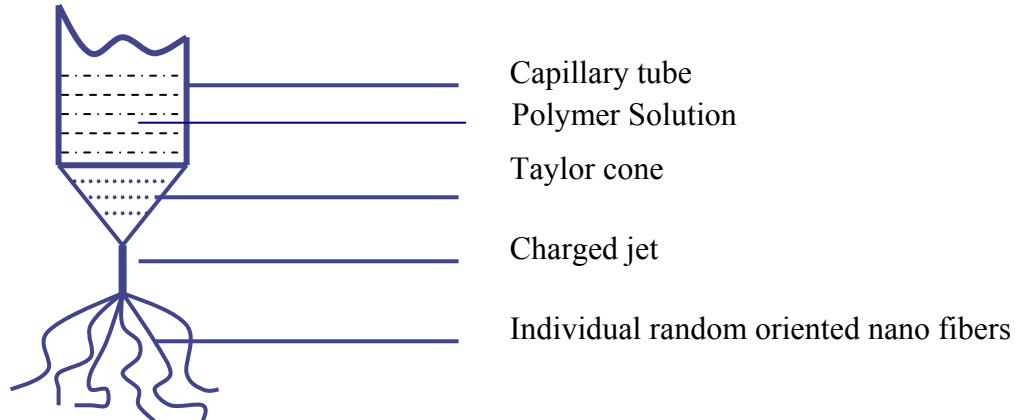 Capillary tube
Polymer Solution
Taylor cone
Charged jet
Individual random oriented nano fibers